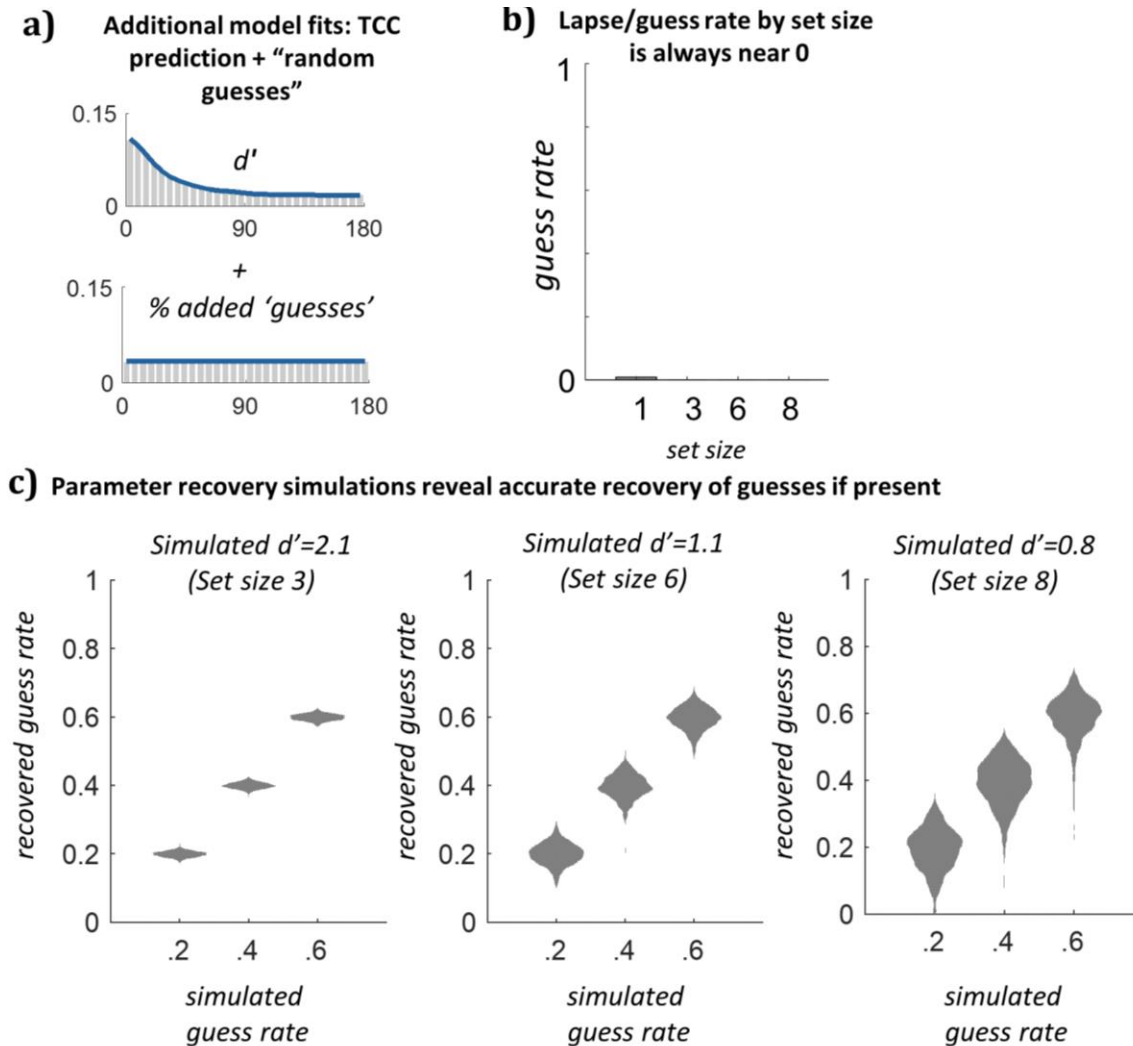 a) Additional model fits: TCC
prediction + “random
guesses”
0.15
d'
0
0 90 180
+
0.15
% added ‘guesses’
0
0 90 180
b) Lapse/guess rate by set size
is always near 0
1
guess rate
0
1 3 6 8
set size
c) Parameter recovery simulations reveal accurate recovery of guesses if present
Simulated d’=2.1
(Set size 3)
1
0.8
0.6
0.4
0.2
0
recovered guess rate
.2 .4 .6
simulated
guess rate
Simulated d’=1.1
(Set size 6)
1
0.8
0.6
0.4
0.2
0
recovered guess rate
.2 .4 .6
simulated
guess rate
Simulated d’=0.8
(Set size 8)
1
0.8
0.6
0.4
0.2
0
recovered guess rate
.2 .4 .6
simulated
guess rate